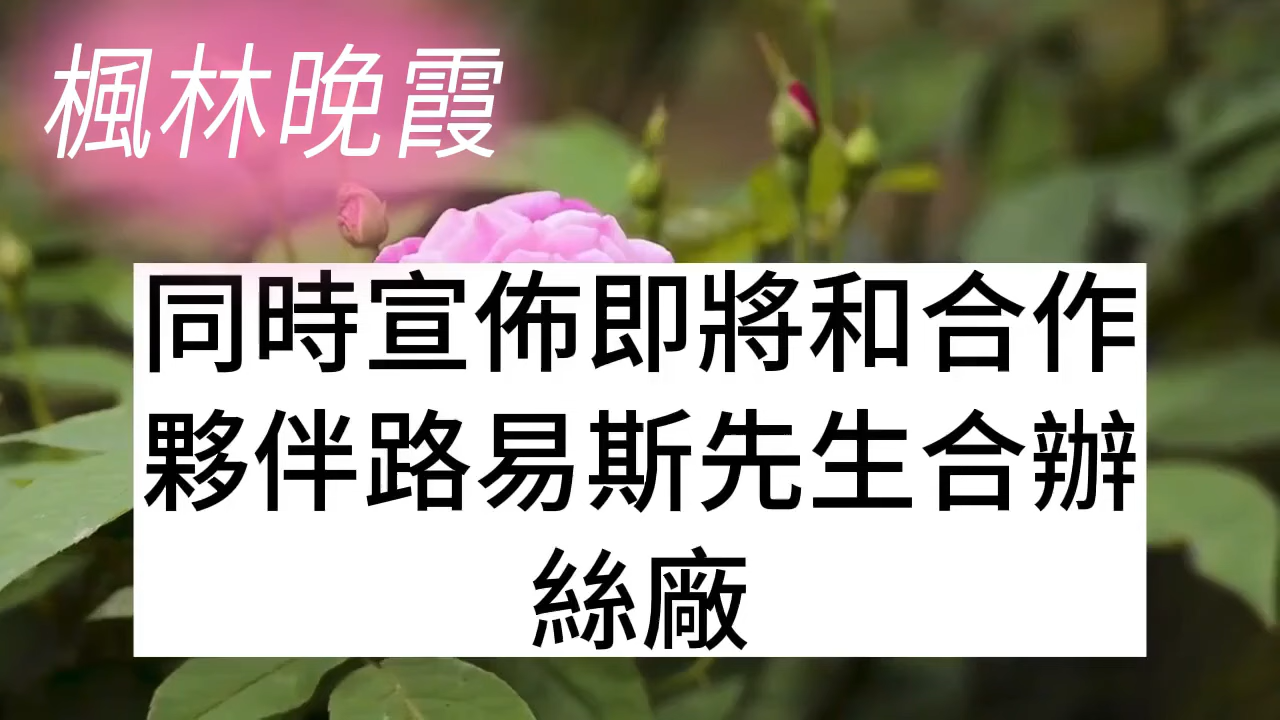 楓林晚霞
同時宣佈即將和合作
夥伴路易斯先生合辦
絲廠